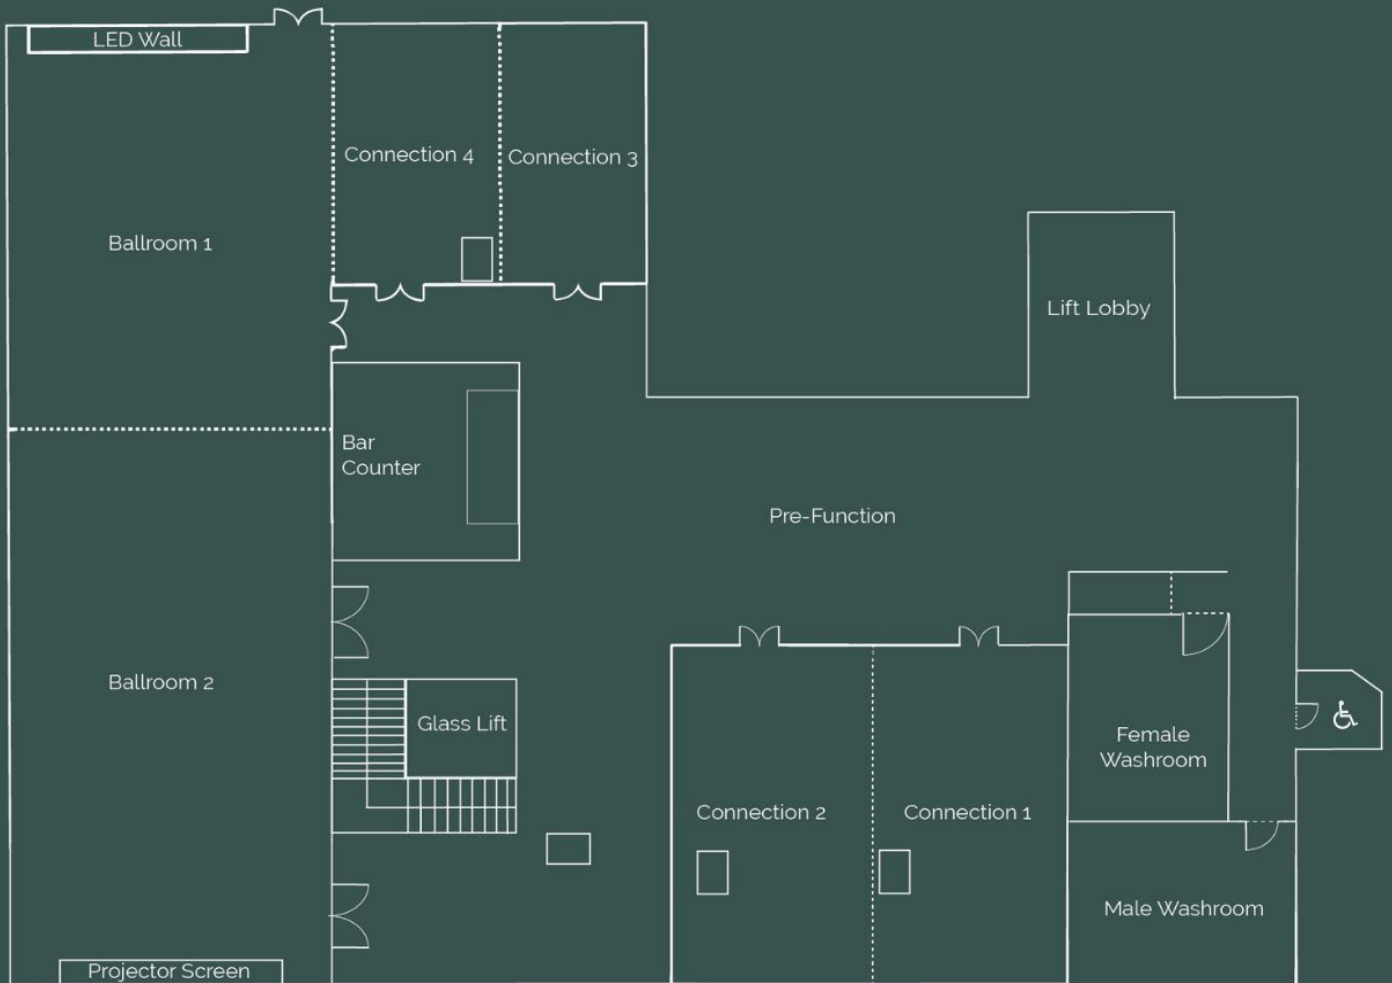 LED Wall
Connection 4
Connection 3
Ballroom 1
Lift Lobby
Bar
Counter
Pre-Function
Ballroom 2
Glass Lift
Female
Washroom
Connection 2
Connection 1
Male Washroom
Projector Screen